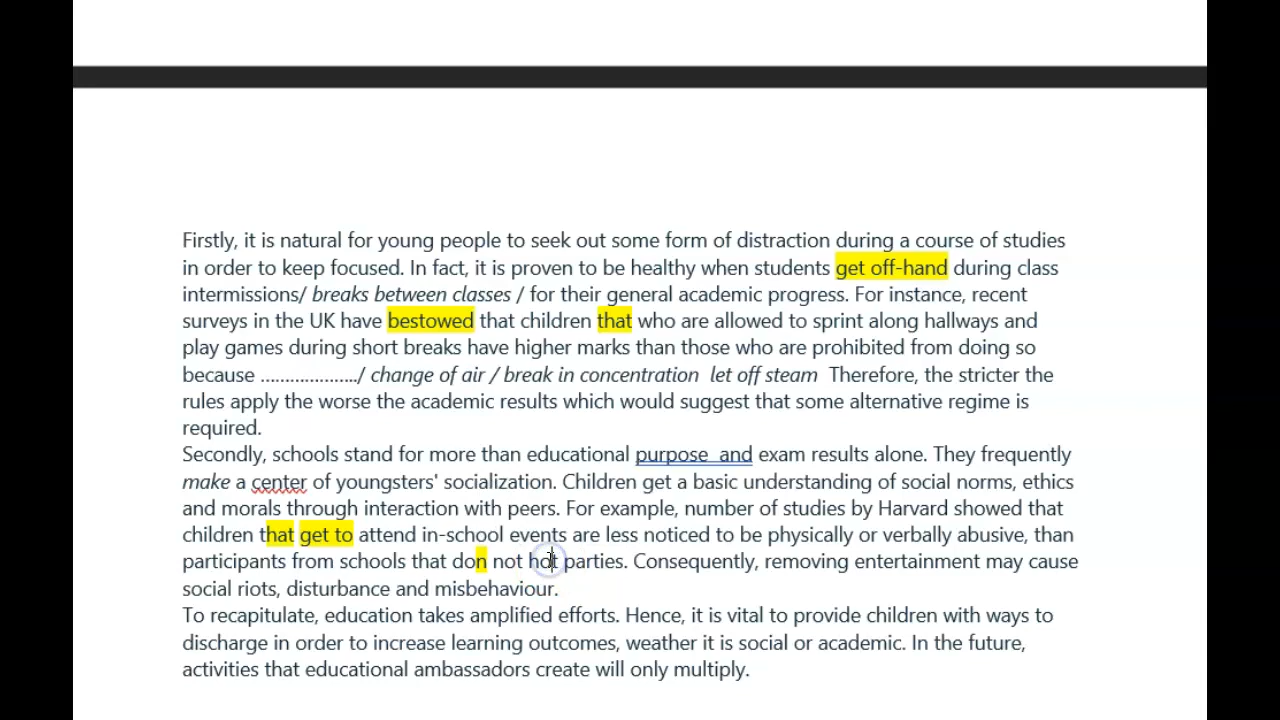 Firstly, it is natural for young people to seek out some form of distraction during a course of studies
in order to keep focused. In fact, it is proven to be healthy when students get off-hand during class
intermissions/ breaks between classes / for their general academic progress. For instance, recent
surveys in the UK have bestowed that children that who are allowed to sprint along hallways and
play games during short breaks have higher marks than those who are prohibited from doing so
because …………………/ change of air / break in concentration  let off steam  Therefore, the stricter the
rules apply the worse the academic results which would suggest that some alternative regime is
required.
Secondly, schools stand for more than educational purpose  and exam results alone. They frequently
make a center of youngsters' socialization. Children get a basic understanding of social norms, ethics
and morals through interaction with peers. For example, number of studies by Harvard showed that
children that get to attend in-school events are less noticed to be physically or verbally abusive, than
participants from schools that don not parties. Consequently, removing entertainment may cause
social riots, disturbance and misbehaviour.
To recapitulate, education takes amplified efforts. Hence, it is vital to provide children with ways to
discharge in order to increase learning outcomes, weather it is social or academic. In the future,
activities that educational ambassadors create will only multiply.